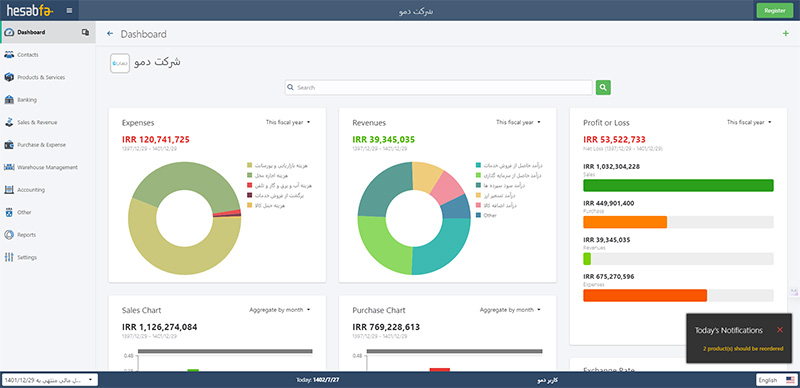 hesabfa
شرکت دمو
Register
Dashboard
Contacts
Products & Services
Banking
Sales & Revenue
Purchase & Expense
Warehouse Management
Accounting
Other
Reports
Settings
Dashboard
شرکت دمو
Search
Expenses
This fiscal year
IRR 120,741,725
1397/12/29 - 1401/12/29
هزینه بازاریابی و پورسانت
هزینه اجاره محل
هزینه آب و برق و گاز و تلفن
برگشت از فروش خدمات
هزینه حمل کالا
Revenues
This fiscal year
IRR 39,345,035
1397/12/29 - 1401/12/29
درآمد حاصل از فروش خدمات
درآمد حاصل از سرمایه گذاری
درآمد سود سپرده ها
درآمد تسعیر ارز
درآمد اضافه کالا
Other
Profit or Loss
This fiscal year
IRR 53,522,733
Net Loss (1397/12/29 - 1401/12/29)
IRR 1,032,304,228
Sales
IRR 449,901,400
Purchase
IRR 39,345,035
Revenues
IRR 675,270,596
Expenses
Sales Chart
Aggregate by month
IRR 1,126,274,084
1397/12/29 - 1401/12/29
0.48
0.36
Purchase Chart
Aggregate by month
IRR 769,228,613
1397/12/29 - 1401/12/29
0.48
0.36
Exchange Rate
Today's Notifications
2 product(s) should be reordered
ل مالی منتهی به 1401/12/29
Today: 1402/7/27
کاربر دمو
English